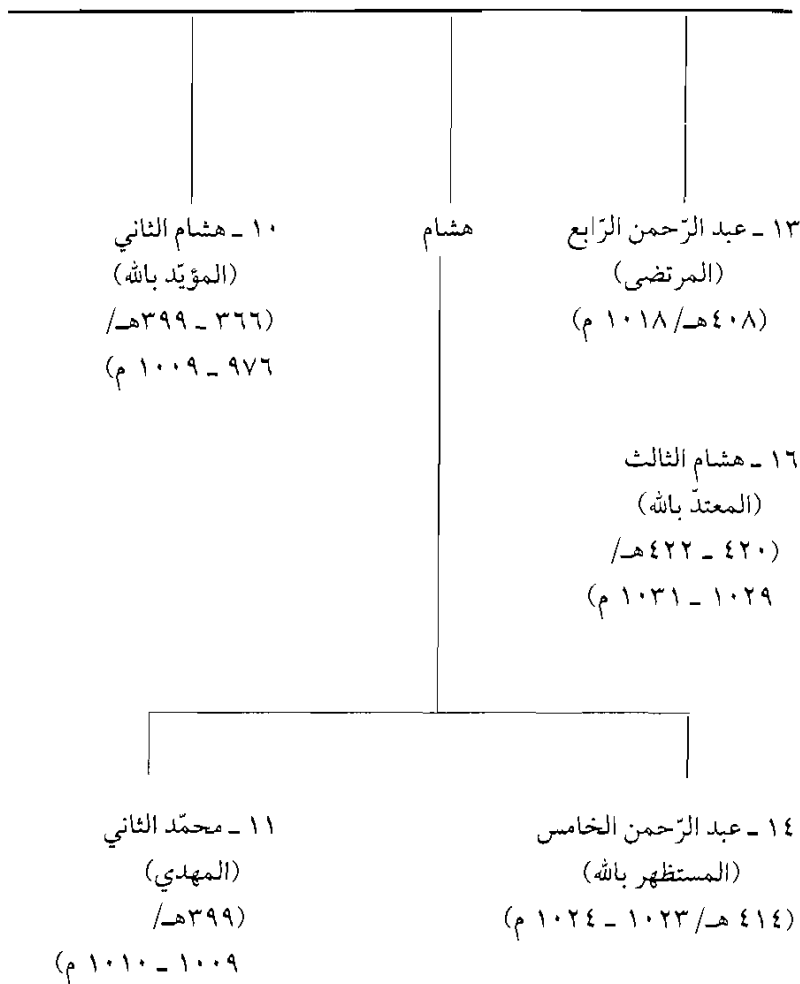 ١٣ ـ عبد الرّحمن الرّابع
(المرتضى)
(٤٠٨هـ/ ١٠١٨ م)
هشام
١٠ ـ هشام الثاني
(المؤيّد بالله)
(٣٦٦ ـ ٣٩٩هـ/
٩٧٦ ـ ١٠٠٩ م)
١٦ ـ هشام الثالث
(المعتدّ بالله)
(٤٢٠ ـ ٤٢٢هـ/
١٠٢٩ ـ ١٠٣١ م)
١٤ ـ عبد الرّحمن الخامس
(المستظهر بالله)
(٤١٤ هـ/ ١٠٢٣ ـ ١٠٢٤ م)
١١ ـ محمّد الثاني
(المهدي)
(٣٩٩هـ/
١٠٠٩ ـ ١٠١٠ م)